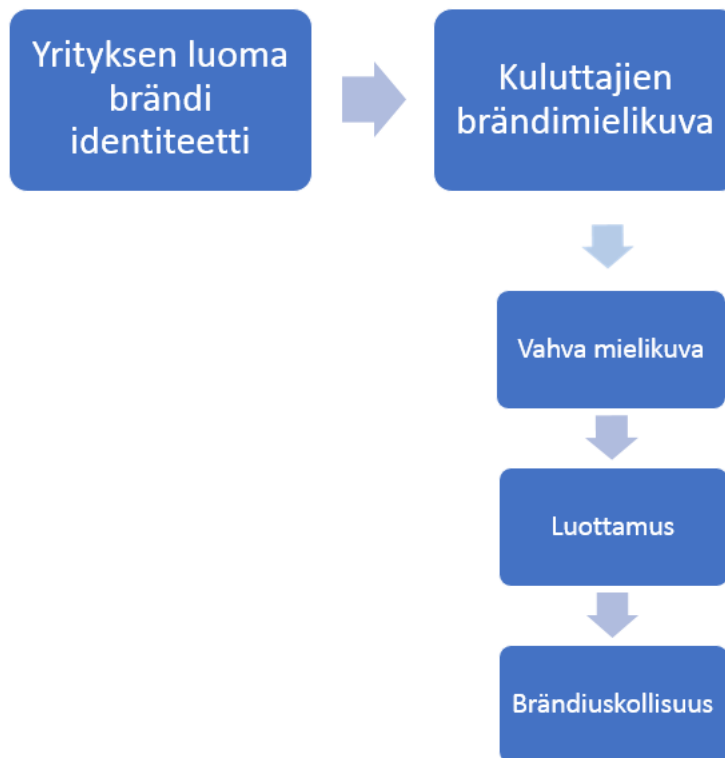 Yrityksen luoma
brändi
identiteetti
Kuluttajien
brändimielikuva
Vahva mielikuva
Luottamus
Brändiuskollisuus